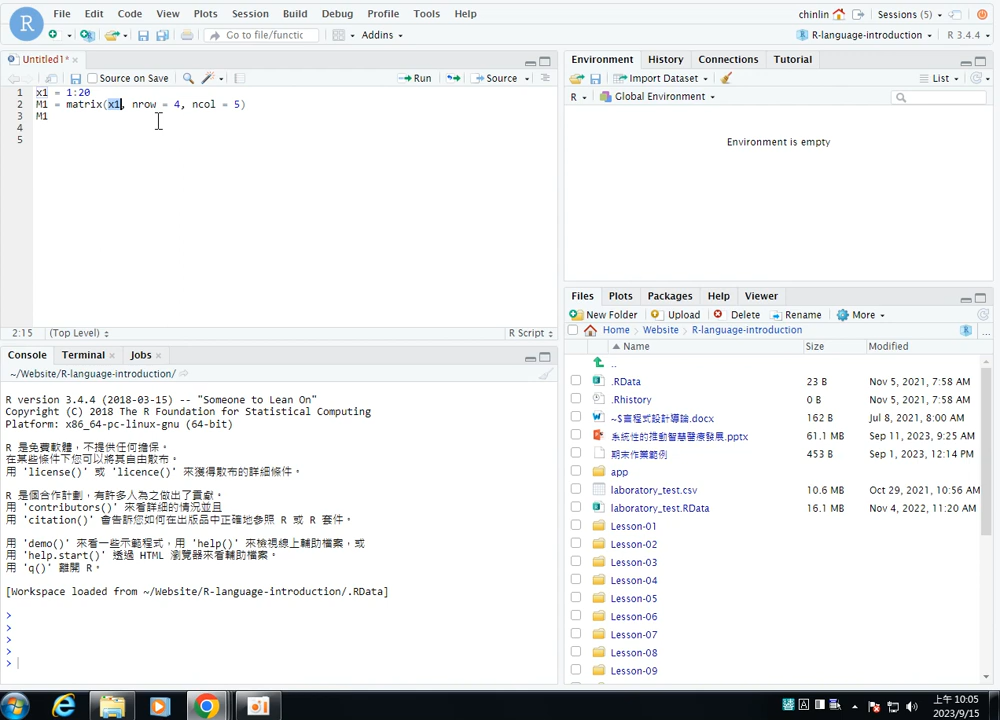 File Edit Code View Plots Session Build Debug Profile Tools Help
chinlin Sessions (5)
Go to file/functic Addins
R-language-introduction R 3.4.4
Untitled1*
Source on Save Run Source
1 x1 = 1:20
2 M1 = matrix(x1, nrow = 4, ncol = 5)
3 M1
4
5
2:15 (Top Level) R Script
Console Terminal Jobs
~/Website/R-language-introduction/
R version 3.4.4 (2018-03-15) -- "Someone to Lean On"
Copyright (C) 2018 The R Foundation for Statistical Computing
Platform: x86_64-pc-linux-gnu (64-bit)
R 是免費軟體，不提供任何擔保。
在某些條件下您可以將其自由散布。
用 'license()' 或 'licence()' 來獲得散布的詳細條件。
R 是個合作計劃，有許多人為之做出了貢獻。
用 'contributors()' 來看詳細的情況並且
用 'citation()' 會告訴您如何在出版品中正確地參照 R 或 R 套件。
用 'demo()' 來看一些示範程式，用 'help()' 來檢視線上輔助檔案，或
用 'help.start()' 透過 HTML 瀏覽器來看輔助檔案。
用 'q()' 離開 R。
[Workspace loaded from ~/Website/R-language-introduction/.RData]
>
>
>
>
>
Environment History Connections Tutorial
Import Dataset List
R Global Environment
Environment is empty
Files Plots Packages Help Viewer
New Folder Upload Delete Rename More
Home Website R-language-introduction ...
Name Size Modified
..
.RData 23 B Nov 5, 2021, 7:58 AM
.Rhistory 0 B Nov 5, 2021, 7:58 AM
~$言程式設計導論.docx 162 B Jul 8, 2021, 8:00 AM
系統性的推動智慧醫療發展.pptx 61.1 MB Sep 11, 2023, 9:25 AM
期末作業範例 453 B Sep 1, 2023, 12:14 PM
app
laboratory_test.csv 10.6 MB Oct 29, 2021, 10:56 AM
laboratory_test.RData 16.1 MB Nov 4, 2022, 11:20 AM
Lesson-01
Lesson-02
Lesson-03
Lesson-04
Lesson-05
Lesson-06
Lesson-07
Lesson-08
Lesson-09
上午 10:05
2023/9/15